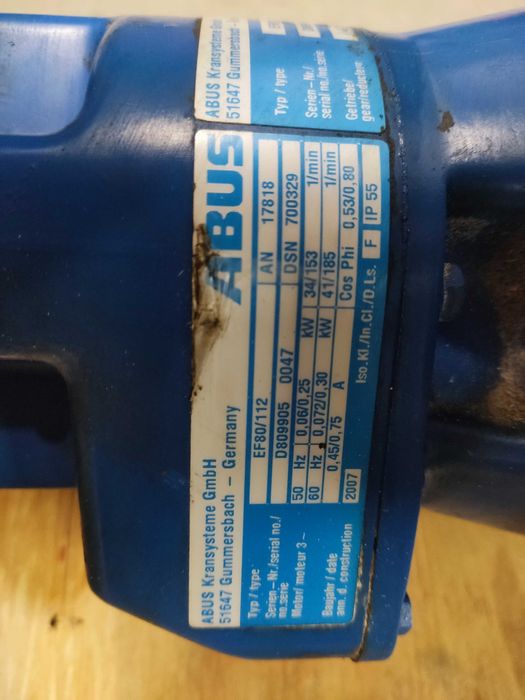 ABUS Kransysteme GmbH
51647 Gummersbach – Germany
ABUS
Typ / type EF80/112 AN 17818
Serien – Nr./serial no./
no.serie D809905 0047 DSN 700329
Motor/ moteur 3 ~ 50 Hz 0,06/0,25 kW 34/153 1/min
60 Hz 0,072/0,30 kW 41/185 1/min
0,45/0,75 A Cos Phi 0,53/0,80
Baujahr / date
ann. d. construction 2007 Iso.Kl./In.Cl./D.Ls. F IP 55
ABUS Kransysteme
51647 Gummersbach –
Typ / type
Serien – Nr./
serial no./no.serie
Getriebe/
gear/reducteur